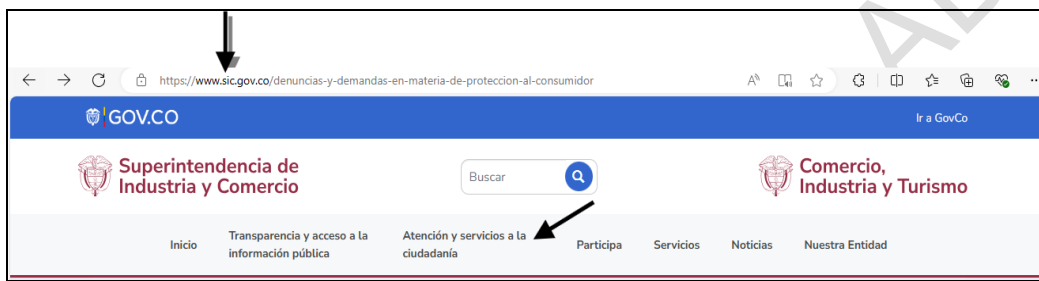 https://www.sic.gov.co/denuncias-y-demandas-en-materia-de-proteccion-al-consumidor
GOV.CO
Ir a GovCo
Superintendencia de
Industria y Comercio
Buscar
Comercio,
Industria y Turismo
Inicio
Transparencia y acceso a la
información pública
Atención y servicios a la
ciudadanía
Participa
Servicios
Noticias
Nuestra Entidad